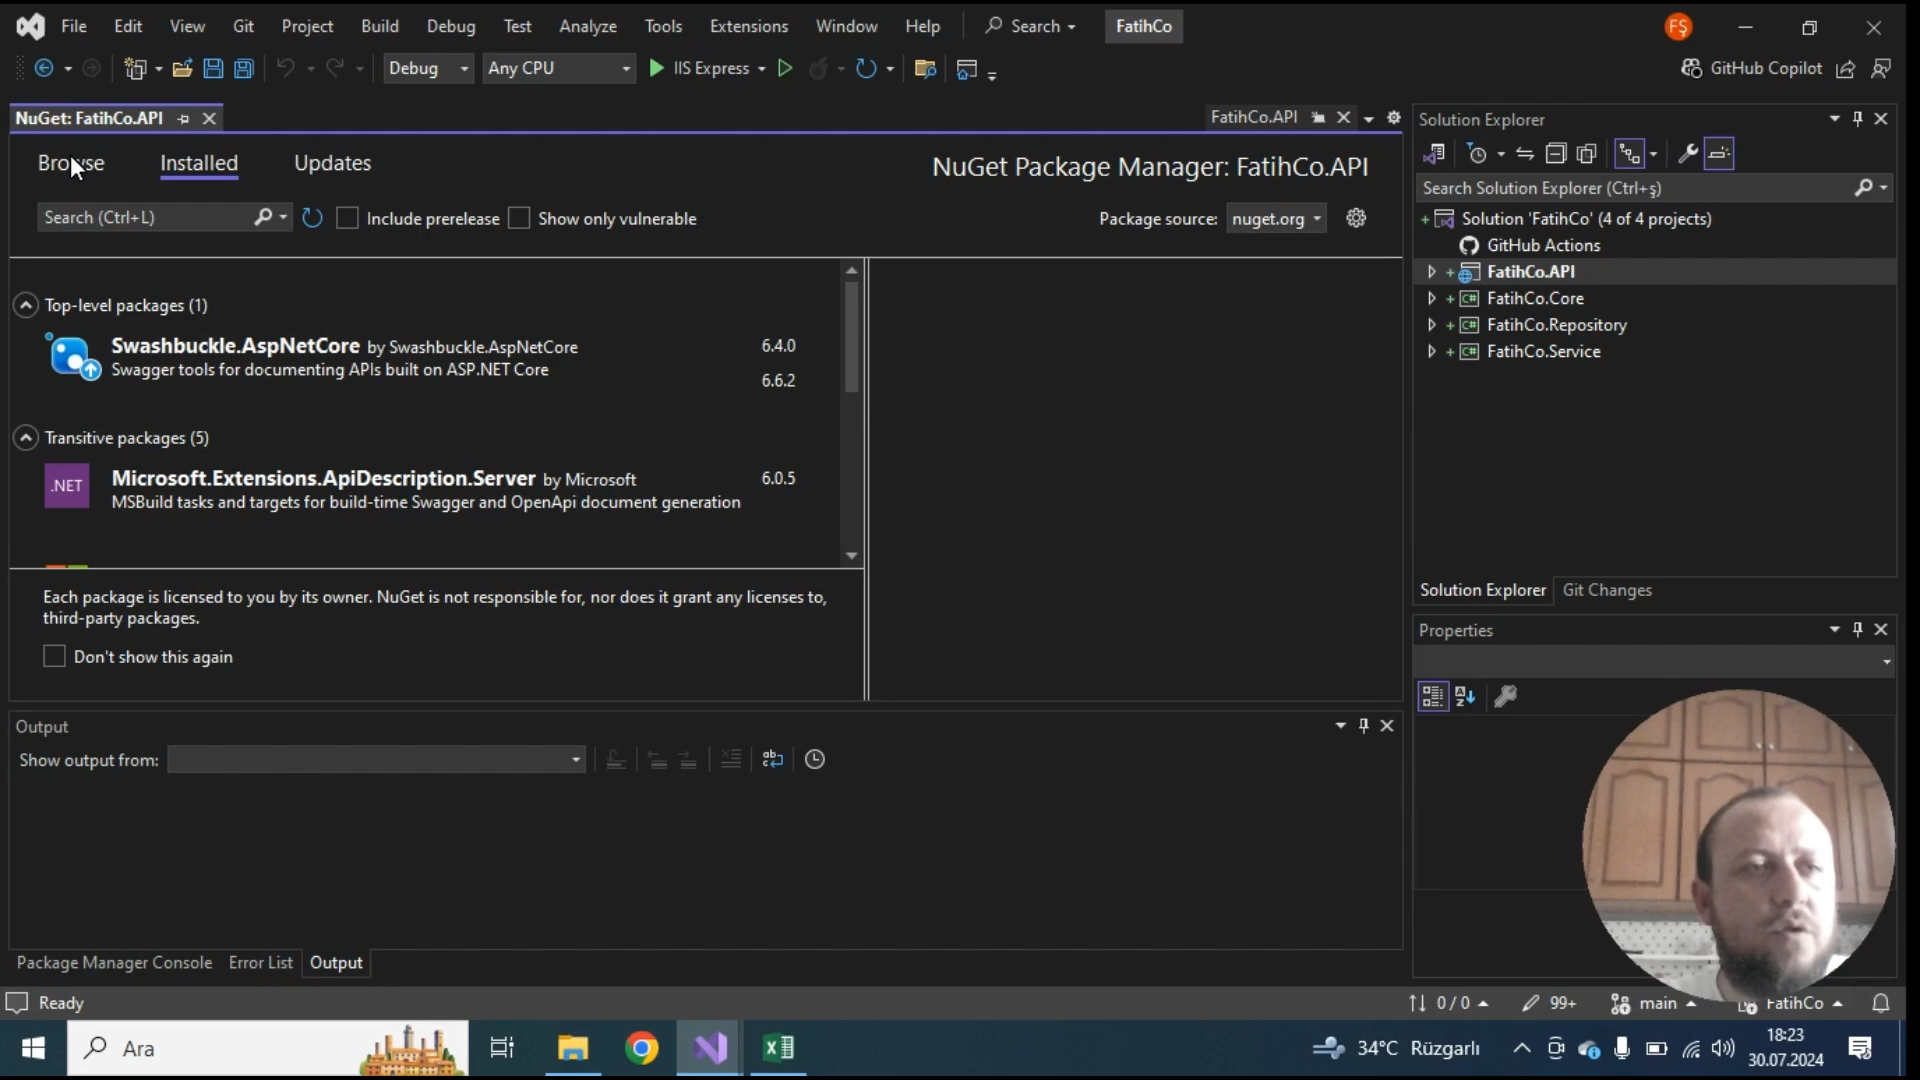 File Edit View Git Project Build Debug Test Analyze Tools Extensions Window Help Search FatihCo FŞ
Debug Any CPU IIS Express GitHub Copilot
NuGet: FatihCo.API
FatihCo.API
Browse Installed Updates
NuGet Package Manager: FatihCo.API
Search (Ctrl+L) Include prerelease Show only vulnerable
Package source: nuget.org
Top-level packages (1)
Swashbuckle.AspNetCore by Swashbuckle.AspNetCore 6.4.0
Swagger tools for documenting APIs built on ASP.NET Core
6.6.2
Transitive packages (5)
.NET
Microsoft.Extensions.ApiDescription.Server by Microsoft 6.0.5
MSBuild tasks and targets for build-time Swagger and OpenApi document generation
Each package is licensed to you by its owner. NuGet is not responsible for, nor does it grant any licenses to,
third-party packages.
Don't show this again
Output
Show output from:
Package Manager Console Error List Output
Solution Explorer
Search Solution Explorer (Ctrl+ş)
Solution 'FatihCo' (4 of 4 projects)
GitHub Actions
FatihCo.API
C# FatihCo.Core
C# FatihCo.Repository
C# FatihCo.Service
Solution Explorer Git Changes
Properties
Ready
0 / 0 99+ main FatihCo
Ara
34°C Rüzgarlı
18:23
30.07.2024